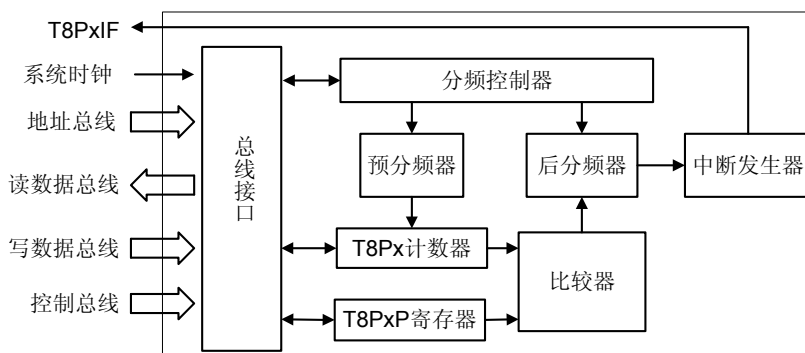 T8PxIF
系统时钟
分频控制器
地址总线
总线接口
预分频器
后分频器
中断发生器
读数据总线
写数据总线
T8Px计数器
比较器
控制总线
T8PxP寄存器